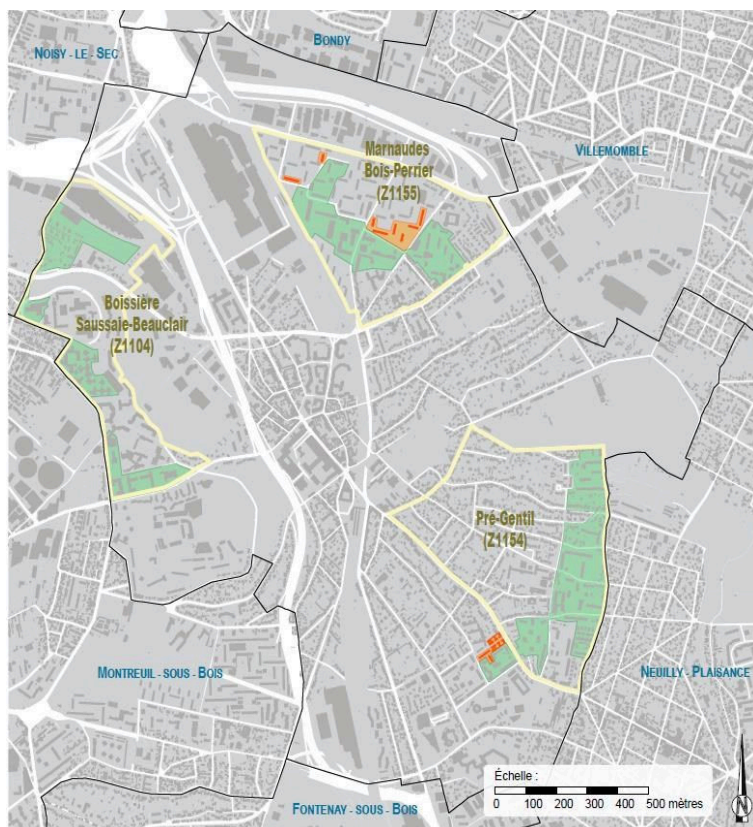 BONDY
NOISY - LE - SEC
Marnaudes
Bois-Perrier
(Z1155)
VILLEMOMBLE
Boissière
Saussaie-Beauclair
(Z1104)
Pré-Gentil
(Z1154)
MONTREUIL - SOUS - BOIS
NEUILLY - PLAISANCE
Échelle :
0 100 200 300 400 500 mètres
N
FONTENAY - SOUS - BOIS